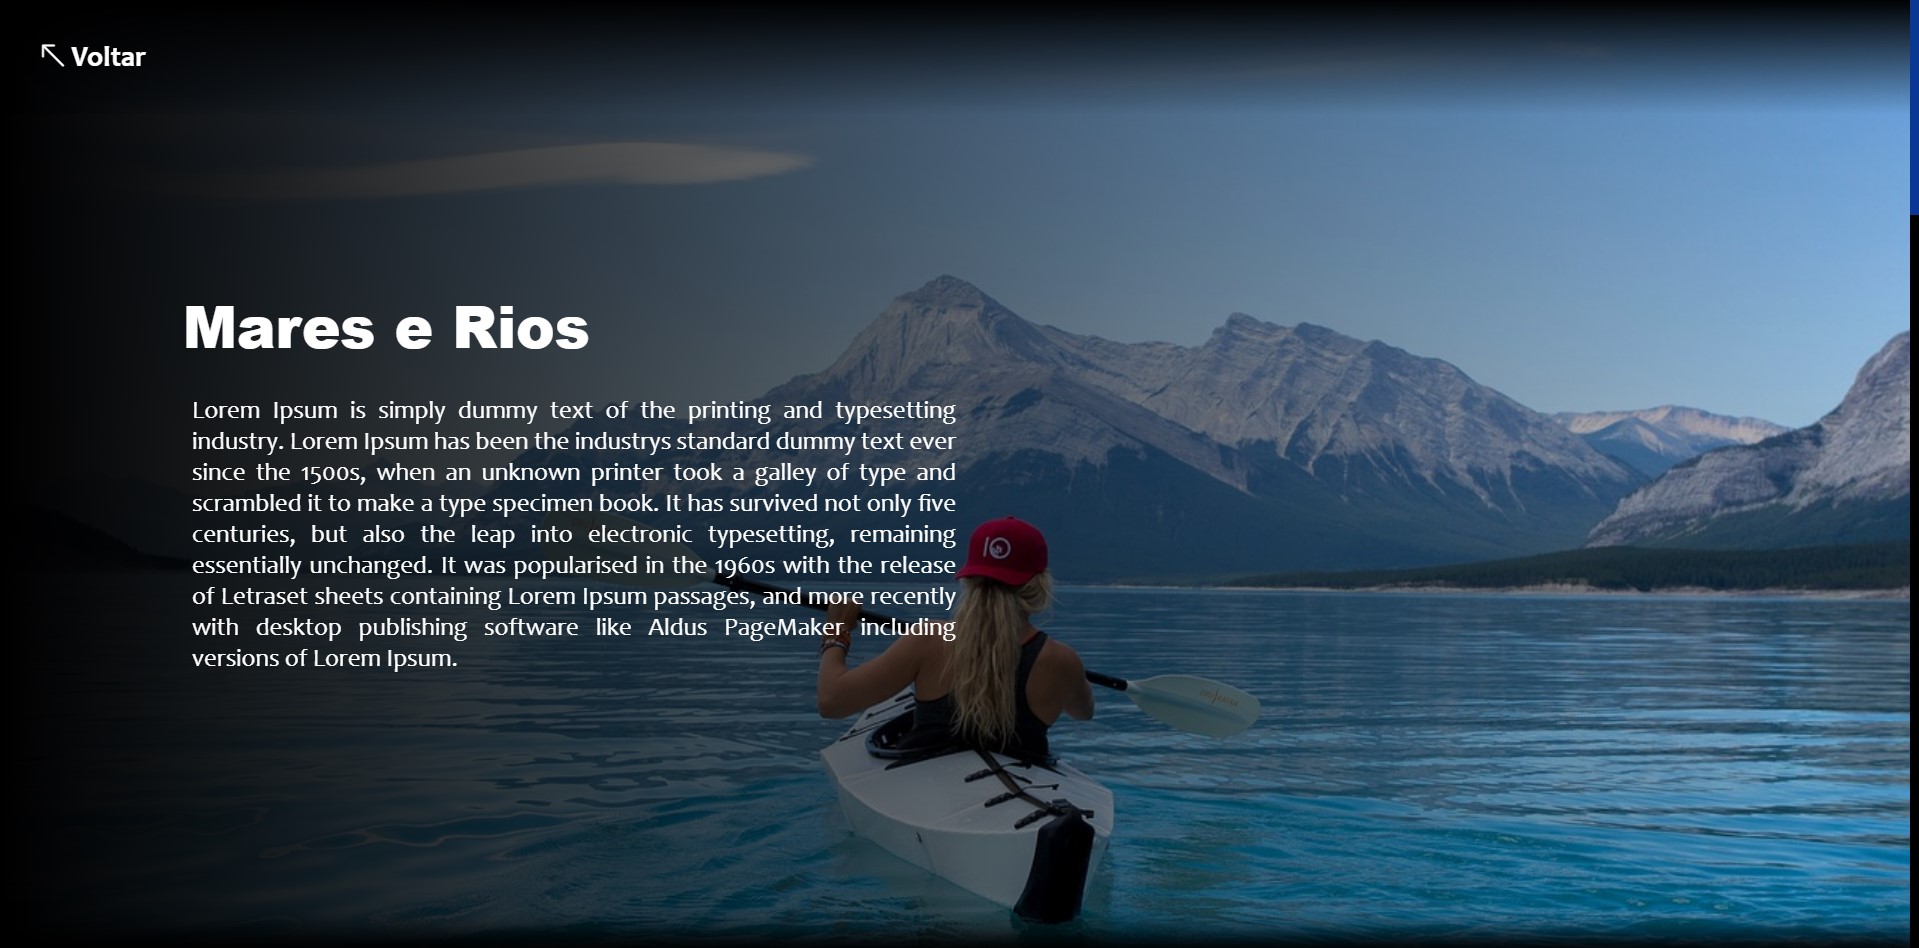 Voltar
Mares e Rios
Lorem Ipsum is simply dummy text of the printing and typesetting
industry. Lorem Ipsum has been the industrys standard dummy text ever
since the 1500s, when an unknown printer took a galley of type and
scrambled it to make a type specimen book. It has survived not only five
centuries, but also the leap into electronic typesetting, remaining
essentially unchanged. It was popularised in the 1960s with the release
of Letraset sheets containing Lorem Ipsum passages, and more recently
with desktop publishing software like Aldus PageMaker including
versions of Lorem Ipsum.